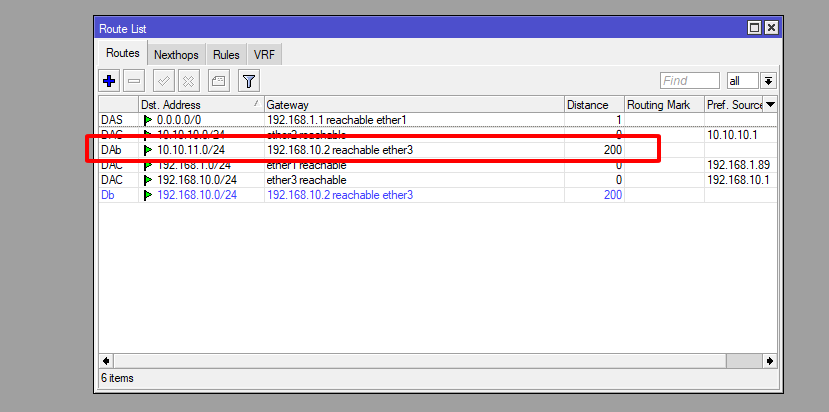 Route List
Routes Nexthops Rules VRF
Find all
Dst. Address Gateway Distance Routing Mark Pref. Source
DAS 0.0.0.0/0 192.168.1.1 reachable ether1 1
DAC 10.10.10.0/24 ether2 reachable 0 10.10.10.1
DAb 10.10.11.0/24 192.168.10.2 reachable ether3 200
DAC 192.168.1.0/24 ether1 reachable 0 192.168.1.89
DAC 192.168.10.0/24 ether3 reachable 0 192.168.10.1
Db 192.168.10.0/24 192.168.10.2 reachable ether3 200
6 items